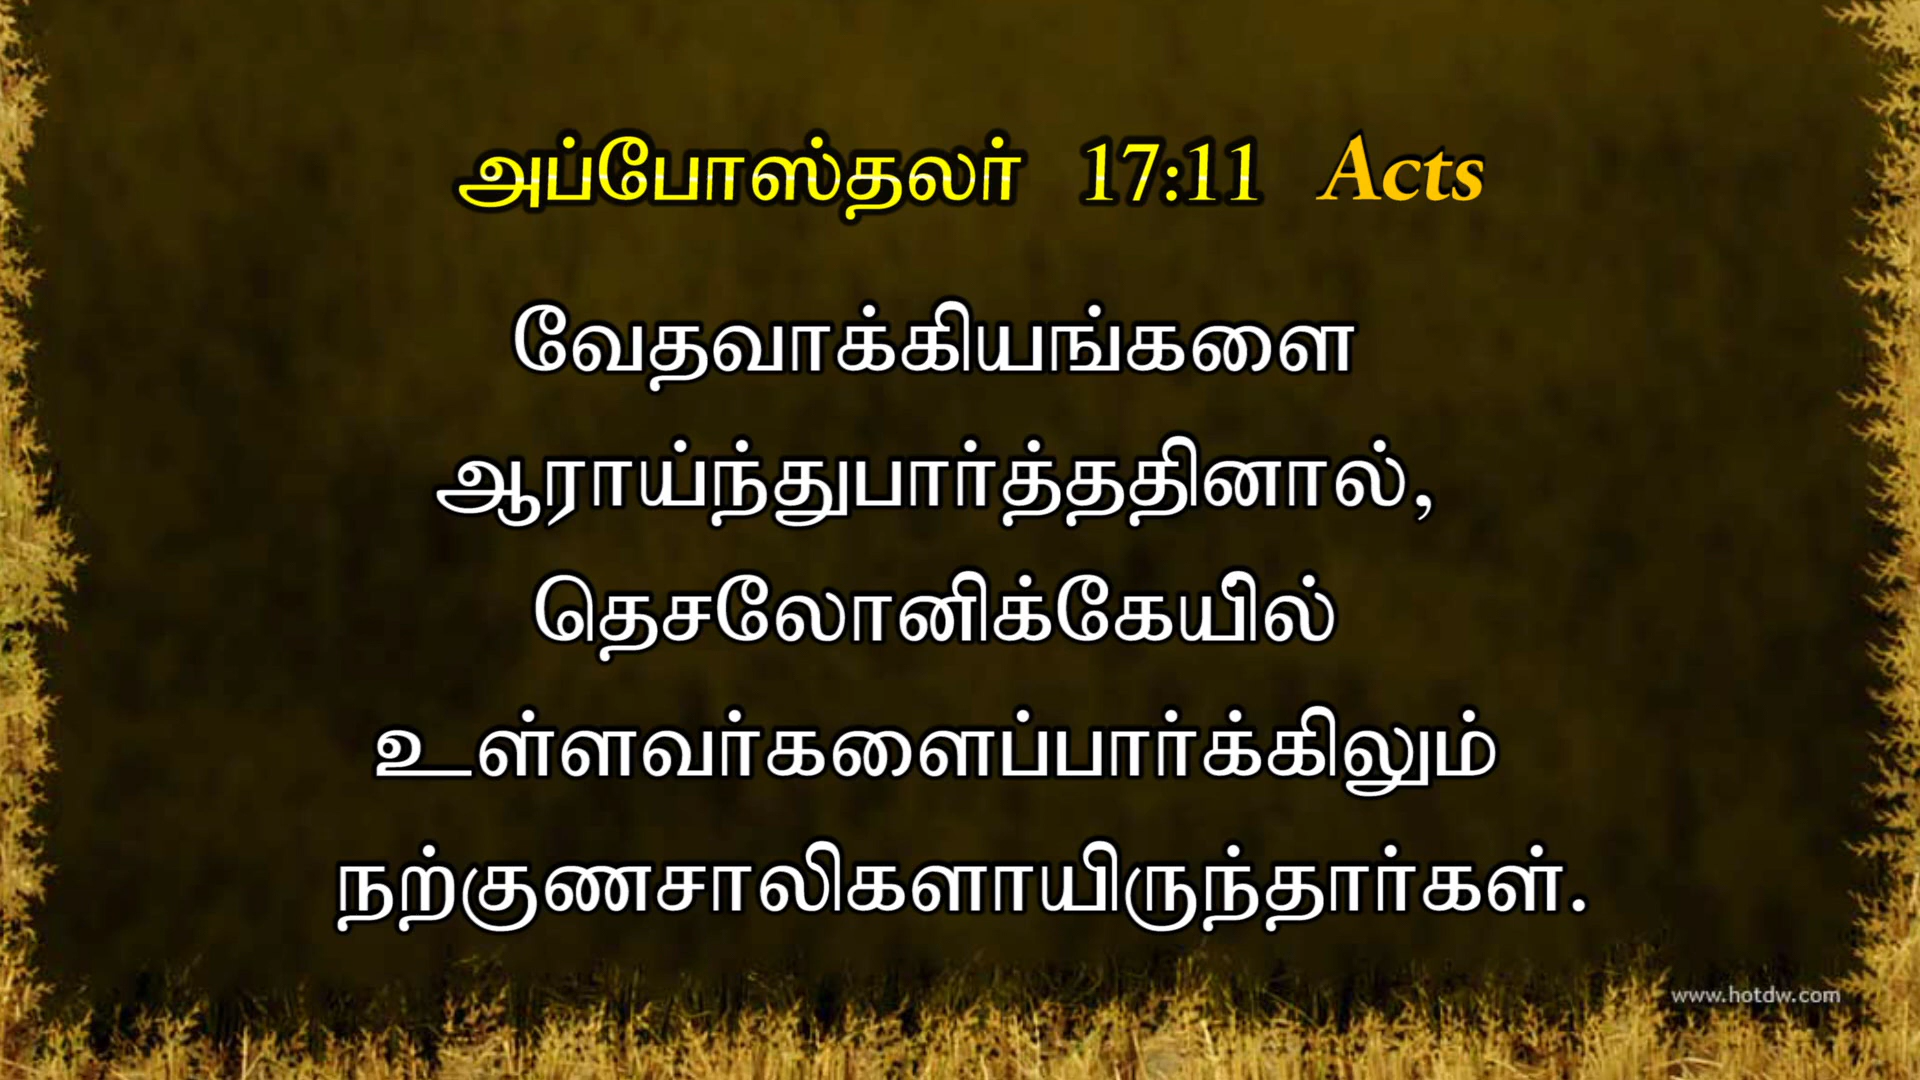 அப்போஸ்தலர் 17:11 Acts
வேதவாக்கியங்களை
ஆராய்ந்துபார்த்ததினால்,
தெசலோனிக்கேயில்
உள்ளவர்களைப்பார்க்கிலும்
நற்குணசாலிகளாயிருந்தார்கள்.
www.hotdw.com